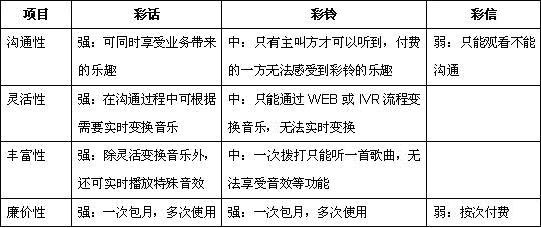 项目 彩话 彩铃 彩信
沟通性 强：可同时享受业务带来 中：只有主叫方才可以听到，付费 弱：只能观看不能
的乐趣 的一方无法感受到彩铃的乐趣 沟通
灵活性 强：在沟通过程中可根据 中：只能通过 WEB 或 IVR 流程变
需要实时变换音乐 换音乐，无法实时变换
丰富性 强：除灵活变换音乐外， 中：一次拨打只能听一首歌曲，无
还可实时播放特殊音效 法享受音效等功能
廉价性 强：一次包月，多次使用 强：一次包月，多次使用 弱：按次付费